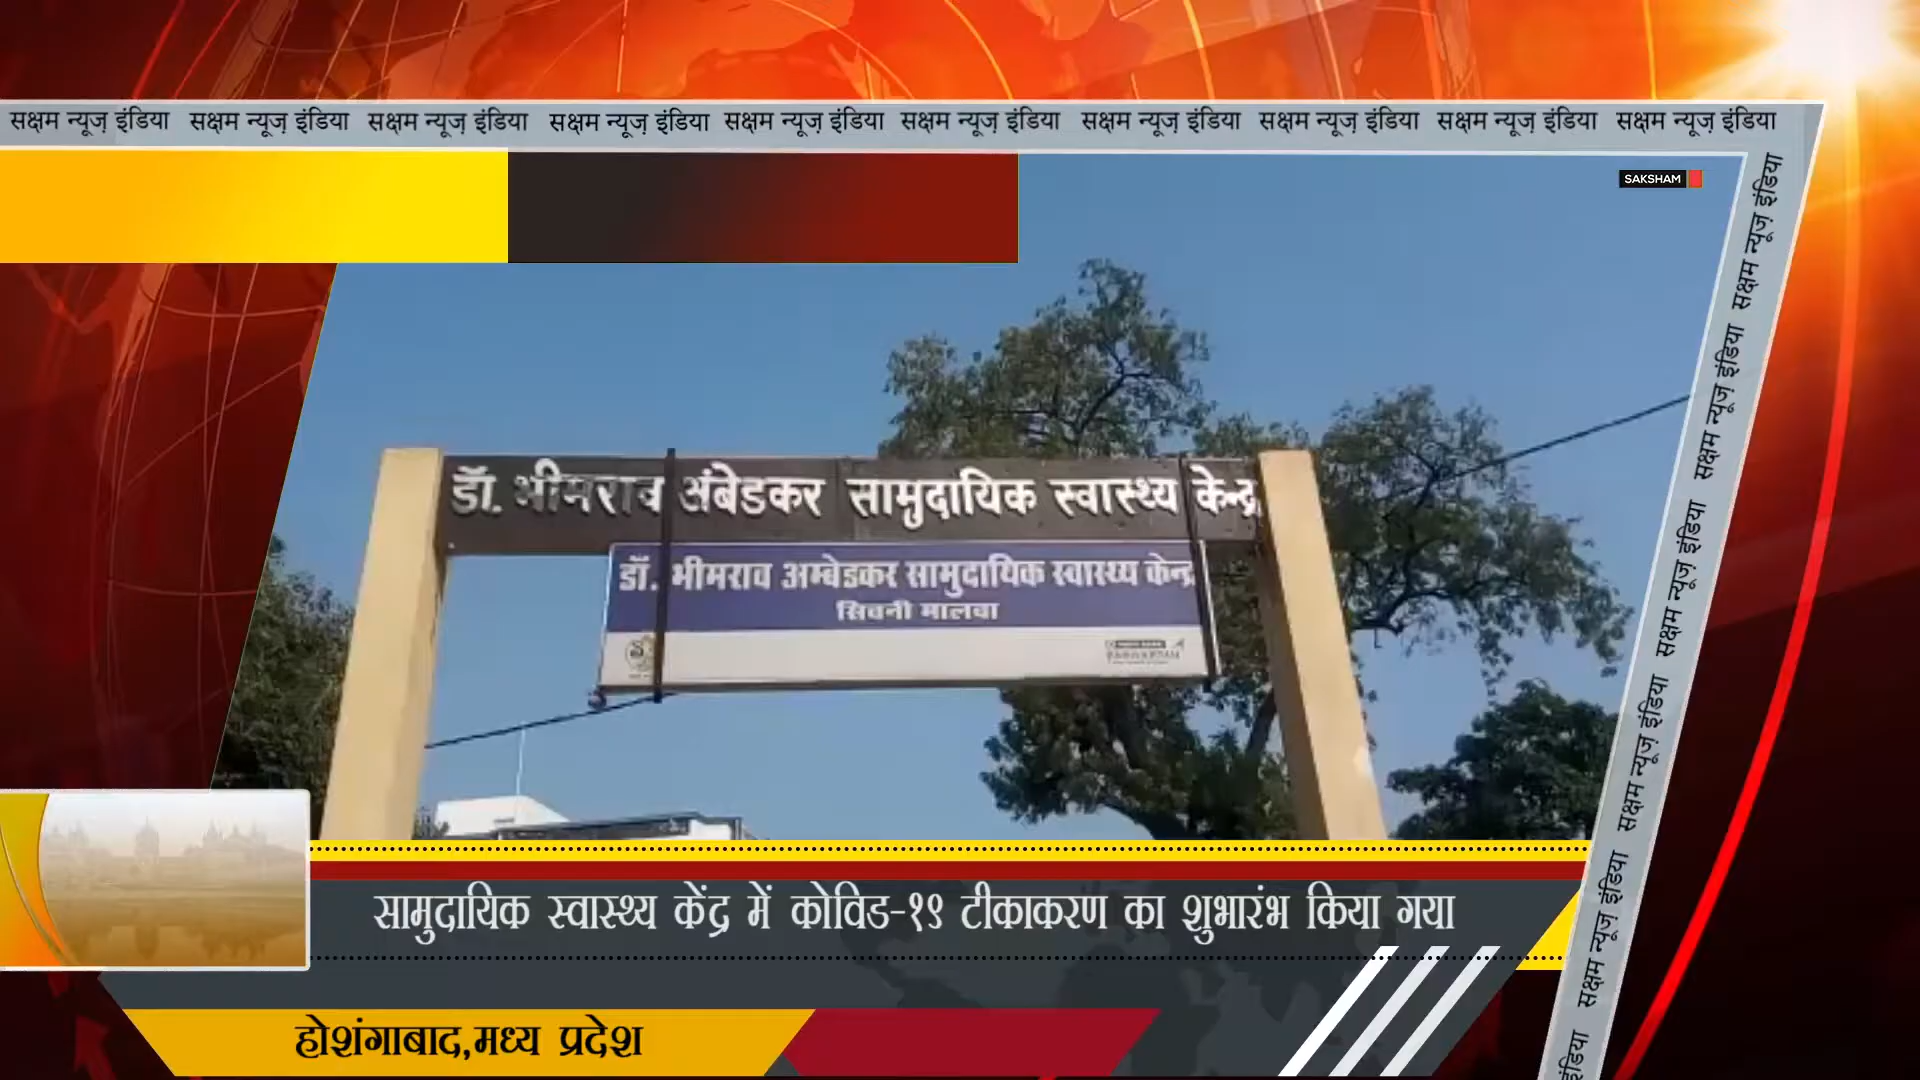 सक्षम न्यूज़ इंडिया सक्षम न्यूज़ इंडिया सक्षम न्यूज़ इंडिया सक्षम न्यूज़ इंडिया सक्षम न्यूज़ इंडिया सक्षम न्यूज़ इंडिया सक्षम न्यूज़ इंडिया सक्षम न्यूज़ इंडिया सक्षम न्यूज़ इंडिया सक्षम न्यूज़ इंडिया
SAKSHAM
इंडिया सक्षम न्यूज़ इंडिया सक्षम न्यूज़ इंडिया सक्षम न्यूज़ इंडिया सक्षम न्यूज़ इंडिया सक्षम न्यूज़ इंडिया
डॉ. भीमराव अंबेडकर सामुदायिक स्वास्थ्य केन्द्र
डॉ. भीमराव अम्बेडकर सामुदायिक स्वास्थ्य केन्द्र
सिवनी मालवा
सामुदायिक स्वास्थ्य केंद्र में कोविड-१९ टीकाकरण का शुभारंभ किया गया
होशंगाबाद,मध्य प्रदेश